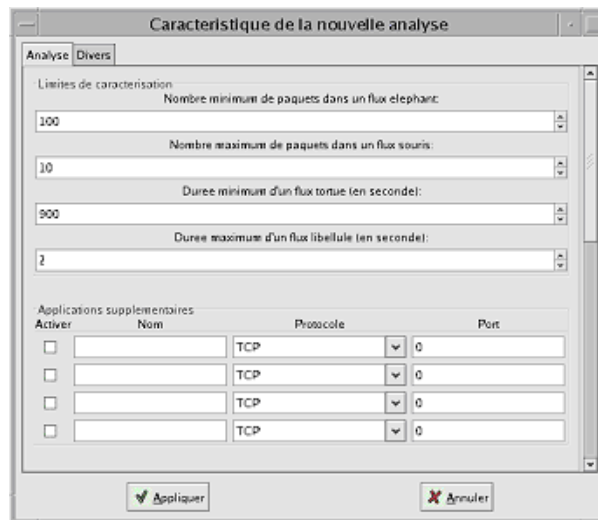 Caracteristique de la nouvelle analyse
Analyse Divers
Limites de caracterisation
Nombre minimum de paquets dans un flux elephant:
100
Nombre maximum de paquets dans un flux souris:
10
Duree minimum d'un flux tortue (en seconde):
900
Duree maximum d'un flux libellule (en seconde):
2
Applications supplementaires
Activer Nom Protocole Port
TCP 0
TCP 0
TCP 0
TCP 0
Appliquer Annuler